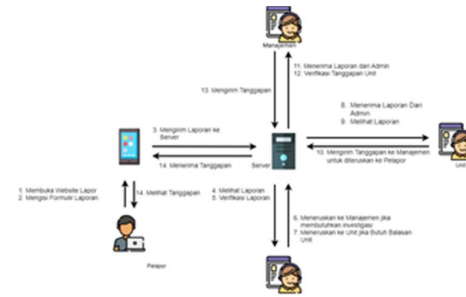 Manajemen
11. Menerima Laporan dari Admin
12. Verifikasi Tanggapan Unit
13. Mengirim Tanggapan
8. Menerima Laporan Dari
Admin
9. Melihat Laporan
3. Mengirim Laporan ke
Server
14. Menerima Tanggapan
Server
10. Mengirim Tanggapan ke Manajemen
untuk diteruskan ke Pelapor
Unit
1. Membuka Website Lapor
2. Mengisi Formulir Laporan
14. Melihat Tanggapan
4. Melihat Laporan
5. Verifikasi Laporan
6. Meneruskan ke Manajemen jika
membutuhkan investigasi
7. Meneruskan ke Unit jika Butuh Balasan
Unit
Pelapor